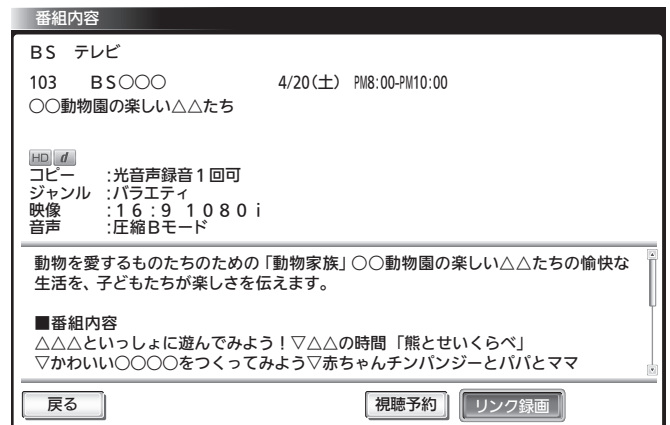 番組内容
BS テレビ
103 BS○○○ 4/20(土) PM8:00-PM10:00
○○動物園の楽しい△△たち
HD d
コピー :光音声録音1回可
ジャンル :バラエティ
映像 :16:9 1080i
音声 :圧縮Bモード
動物を愛するものたちのための「動物家族」○○動物園の楽しい△△たちの愉快な
生活を、子どもたちが楽しさを伝えます。
■番組内容
△△△といっしょに遊んでみよう!▽△△の時間「熊とせいくらべ」
▽かわいい○○○○をつくってみよう▽赤ちゃんチンパンジーとパパとママ
戻る 視聴予約 リンク録画